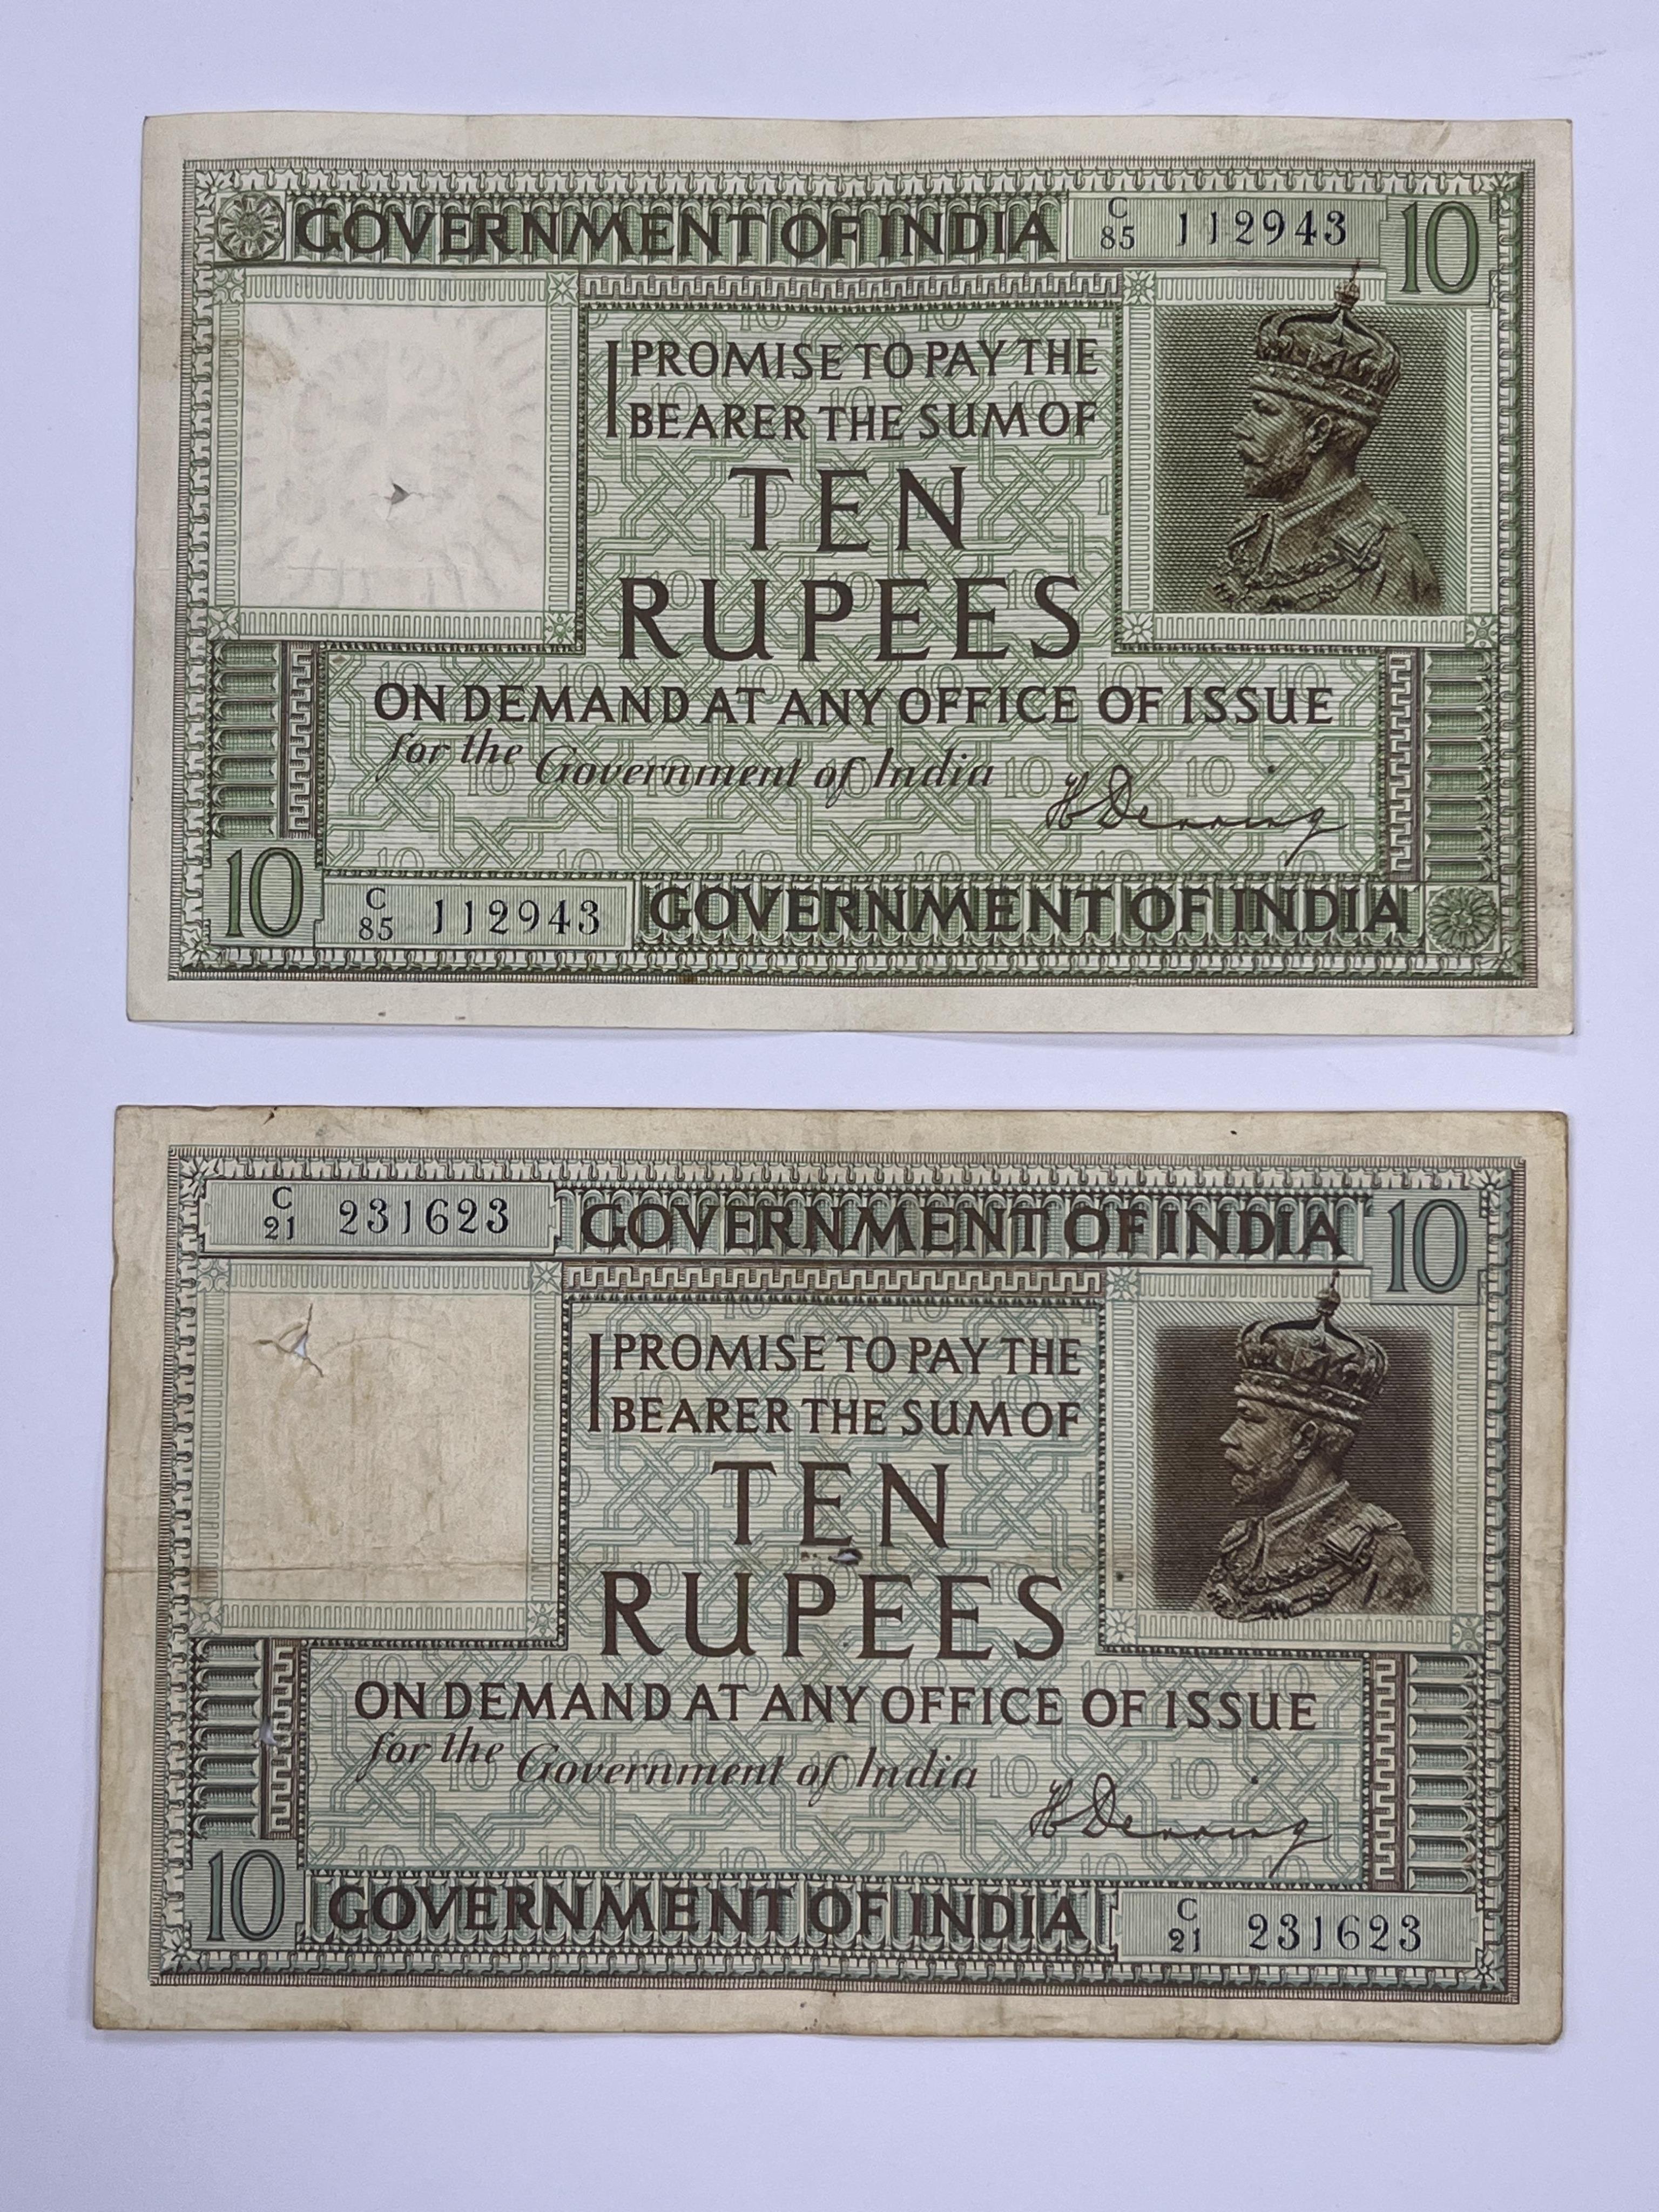 GOVERNMENT OF INDIA C/85 112943 10
I PROMISE TO PAY THE
BEARER THE SUM OF
TEN
RUPEES
ON DEMAND AT ANY OFFICE OF ISSUE
for the Government of India
H Denning
10 C/85 112943 GOVERNMENT OF INDIA
C/21 231623 GOVERNMENT OF INDIA 10
I PROMISE TO PAY THE
BEARER THE SUM OF
TEN
RUPEES
ON DEMAND AT ANY OFFICE OF ISSUE
for the Government of India
H Denning
10 GOVERNMENT OF INDIA C/21 231623